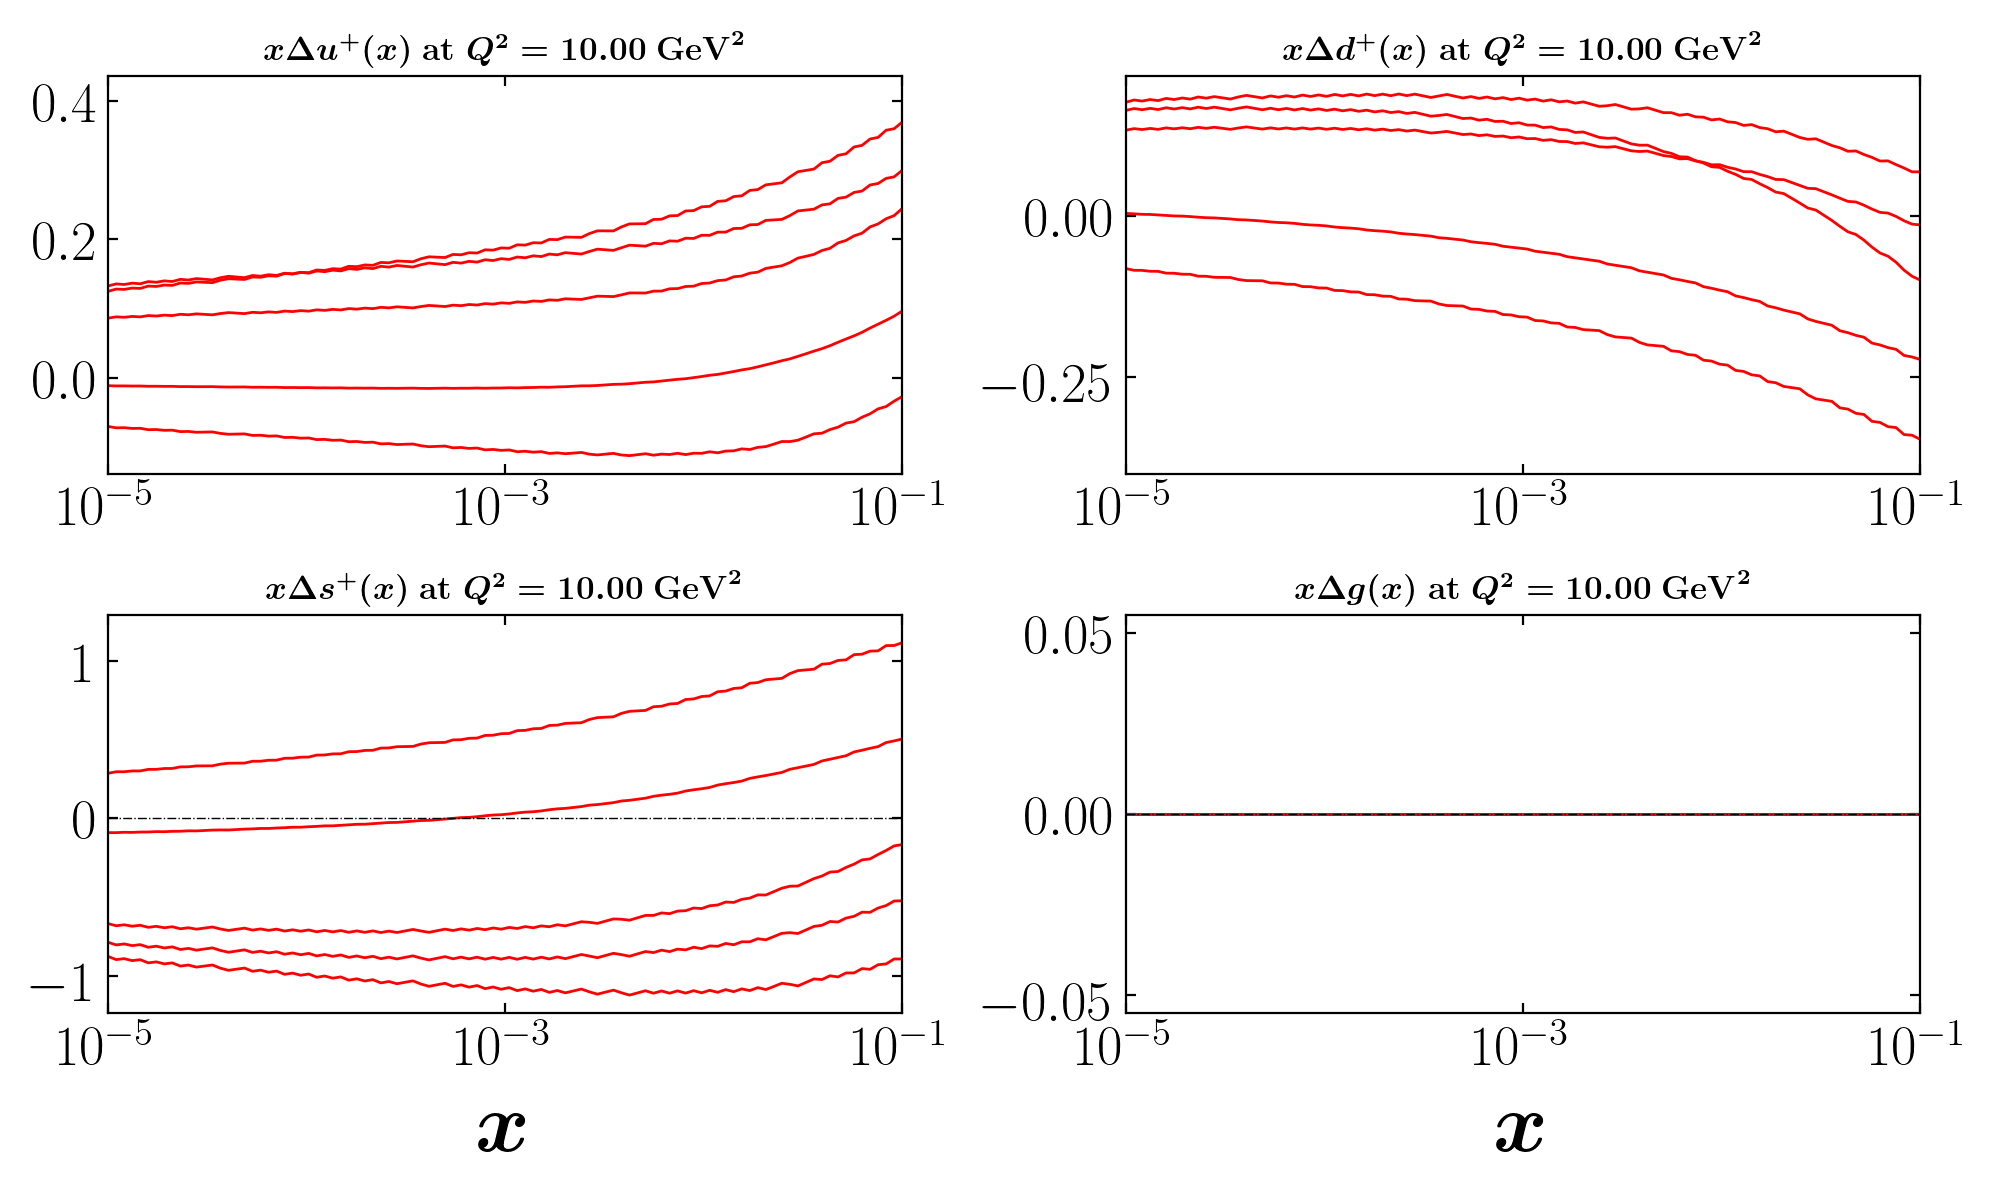 xΔu⁺(x) at Q² = 10.00 GeV²
0.4
0.2
0.0
10⁻⁵ 10⁻³ 10⁻¹
xΔd⁺(x) at Q² = 10.00 GeV²
0.00
−0.25
10⁻⁵ 10⁻³ 10⁻¹
xΔs⁺(x) at Q² = 10.00 GeV²
1
0
−1
10⁻⁵ 10⁻³ 10⁻¹
x
xΔg(x) at Q² = 10.00 GeV²
0.05
0.00
−0.05
10⁻⁵ 10⁻³ 10⁻¹
x